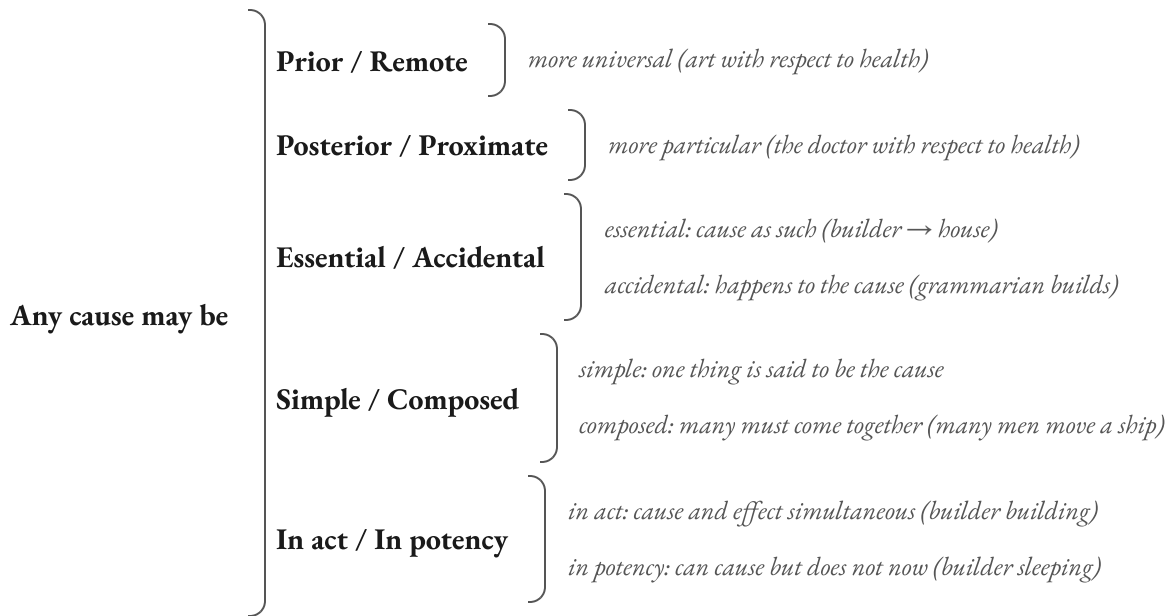 Prior / Remote
more universal (art with respect to health)
Posterior / Proximate
more particular (the doctor with respect to health)
Essential / Accidental
essential: cause as such (builder → house)
accidental: happens to the cause (grammarian builds)
Any cause may be
Simple / Composed
simple: one thing is said to be the cause
composed: many must come together (many men move a ship)
In act / In potency
in act: cause and effect simultaneous (builder building)
in potency: can cause but does not now (builder sleeping)